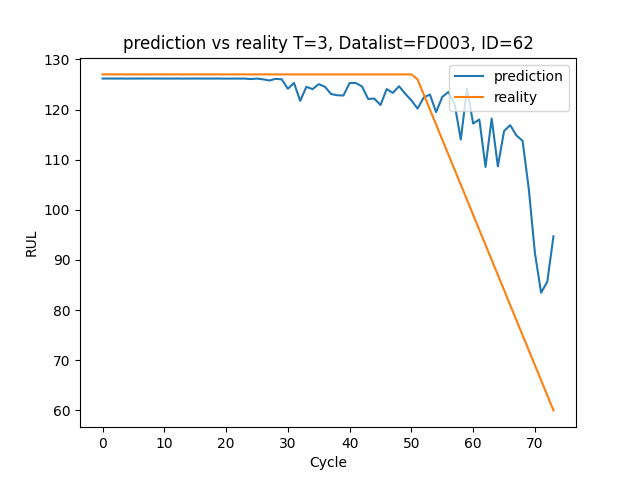 prediction vs reality T=3, Datalist=FD003, ID=62
prediction
reality
130
120
110
100
90
80
70
60
RUL
0 10 20 30 40 50 60 70
Cycle